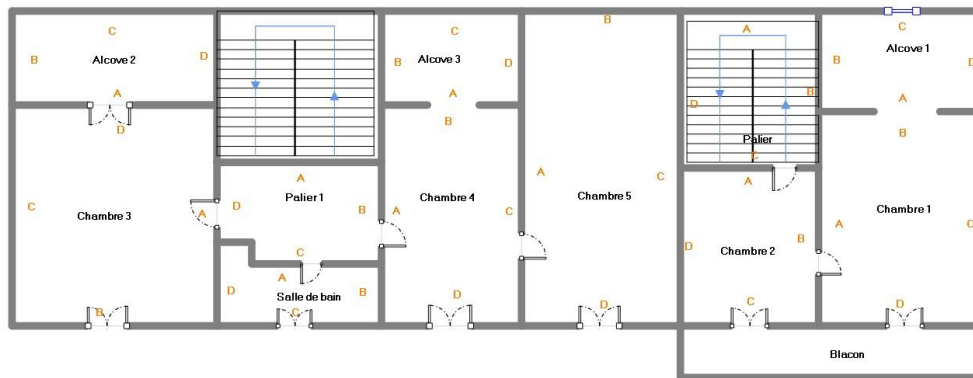 B
C
C
A
C
Alcove 2
B
D
B
Alcove 3
D
Alcove 1
B
D
A
A
B
A
D
B
D
B
Palier
C
A
A
C
Chambre 3
A
D
Palier 1
B
A
Chambre 4
C
A
Chambre 5
C
A
Chambre 1
C
C
D
Chambre 2
B
A
D
Salle de bain
B
B
C
D
D
C
D
Blacon